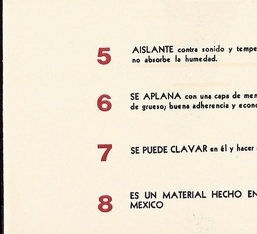 5 AISLANTE contra sonido y tempe
no absorbe la humedad.
6 SE APLANA con una capa de men
de grueso; buena adherencia y econo
7 SE PUEDE CLAVAR en él y hacer
8 ES UN MATERIAL HECHO EN
MEXICO